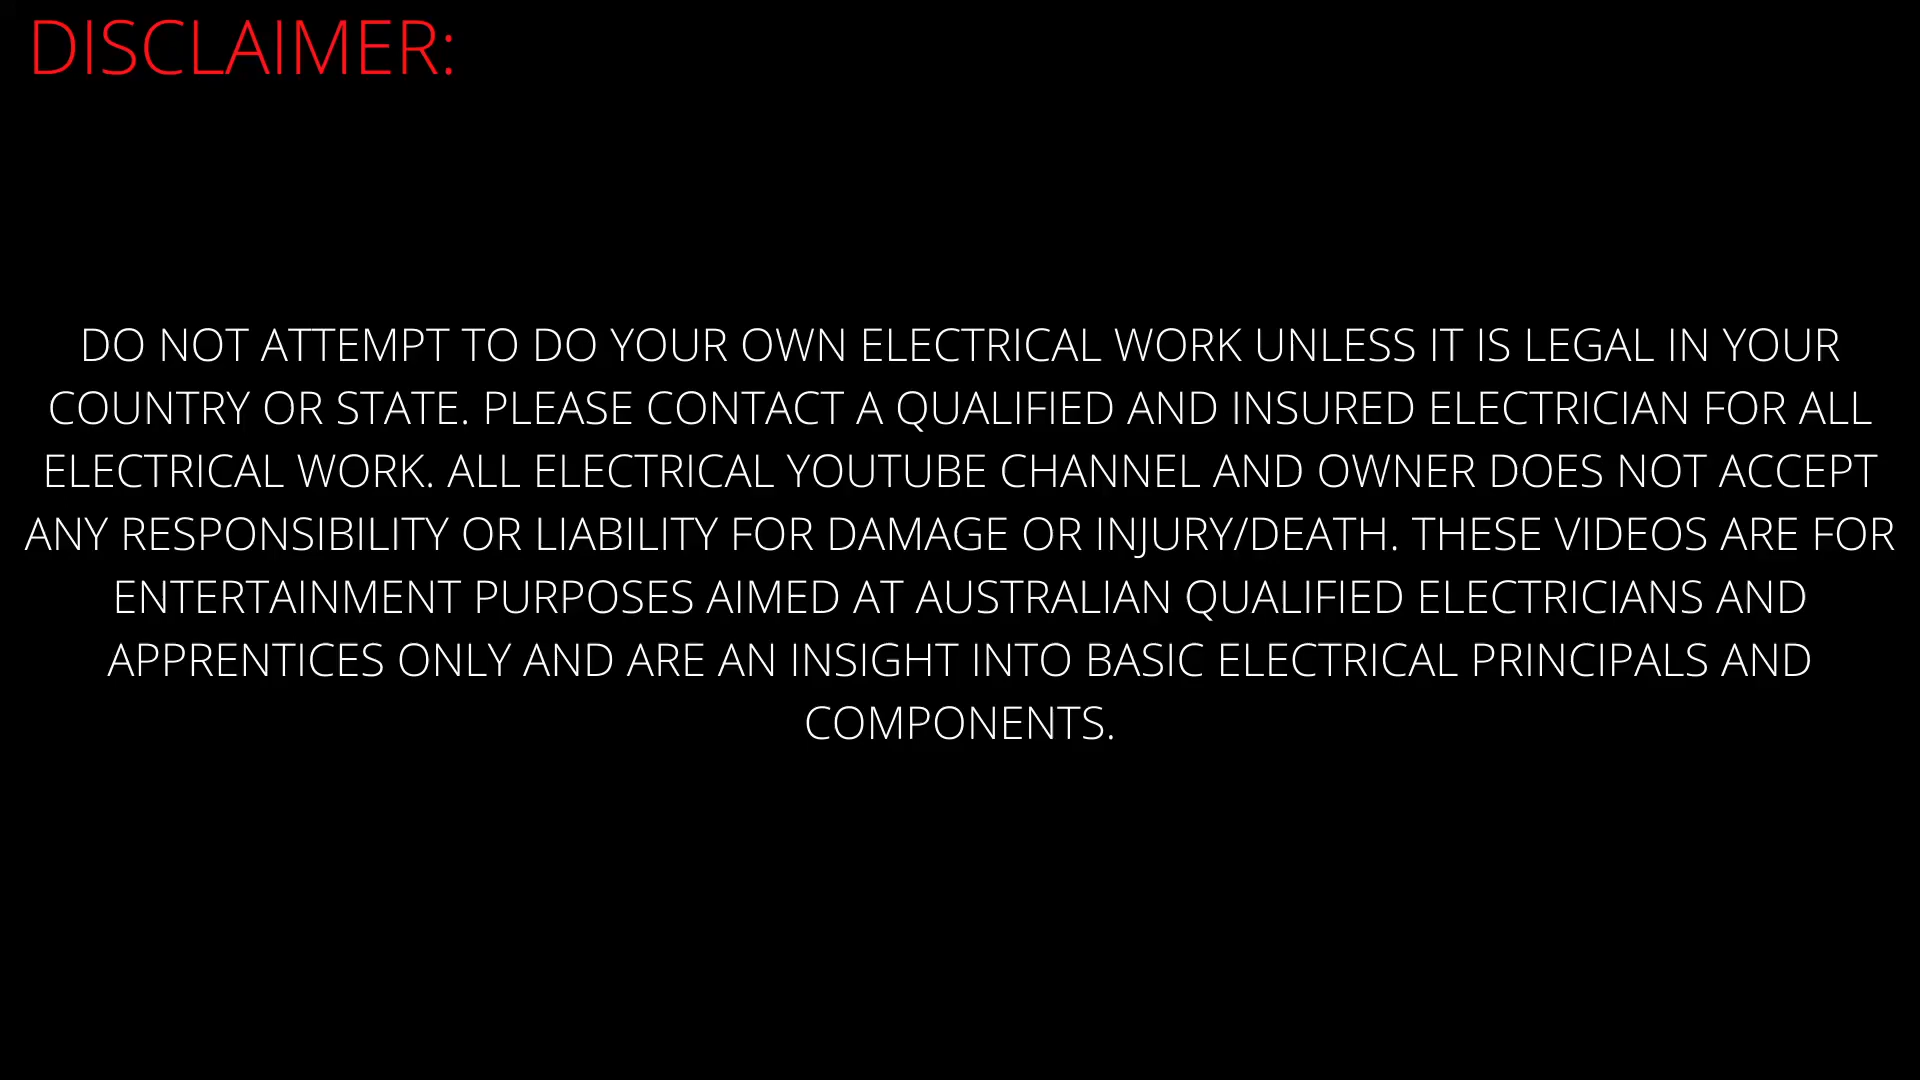 DISCLAIMER:
DO NOT ATTEMPT TO DO YOUR OWN ELECTRICAL WORK UNLESS IT IS LEGAL IN YOUR
COUNTRY OR STATE. PLEASE CONTACT A QUALIFIED AND INSURED ELECTRICIAN FOR ALL
ELECTRICAL WORK. ALL ELECTRICAL YOUTUBE CHANNEL AND OWNER DOES NOT ACCEPT
ANY RESPONSIBILITY OR LIABILITY FOR DAMAGE OR INJURY/DEATH. THESE VIDEOS ARE FOR
ENTERTAINMENT PURPOSES AIMED AT AUSTRALIAN QUALIFIED ELECTRICIANS AND
APPRENTICES ONLY AND ARE AN INSIGHT INTO BASIC ELECTRICAL PRINCIPALS AND
COMPONENTS.